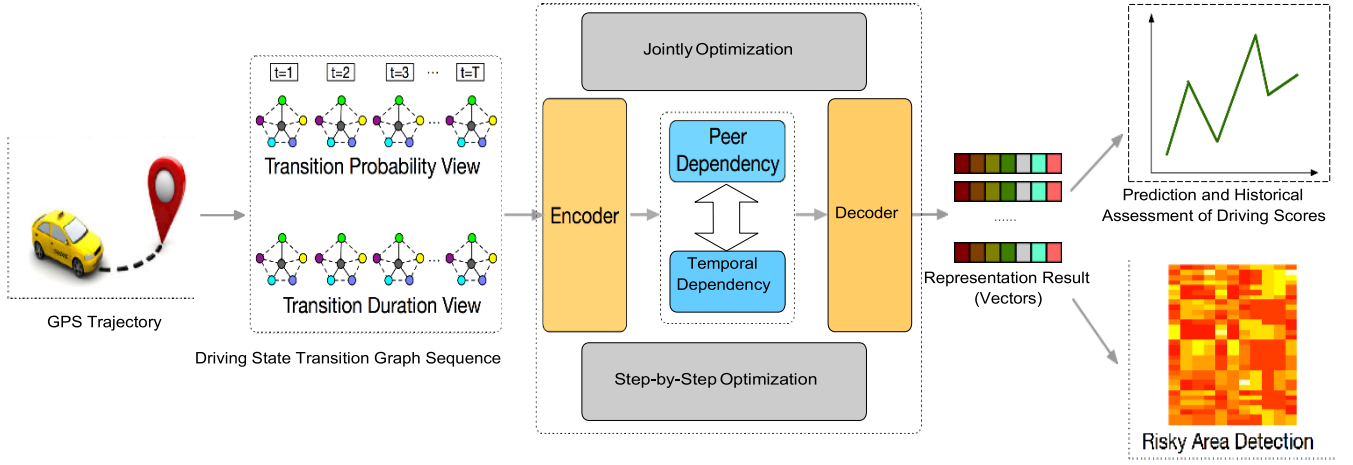 GPS Trajectory
t=1 t=2 t=3 ... t=T
Transition Probability View
Transition Duration View
Driving State Transition Graph Sequence
Jointly Optimization
Encoder
Peer
Dependency
Temporal
Dependency
Decoder
Step-by-Step Optimization
......
Representation Result
(Vectors)
Prediction and Historical
Assessment of Driving Scores
Risky Area Detection